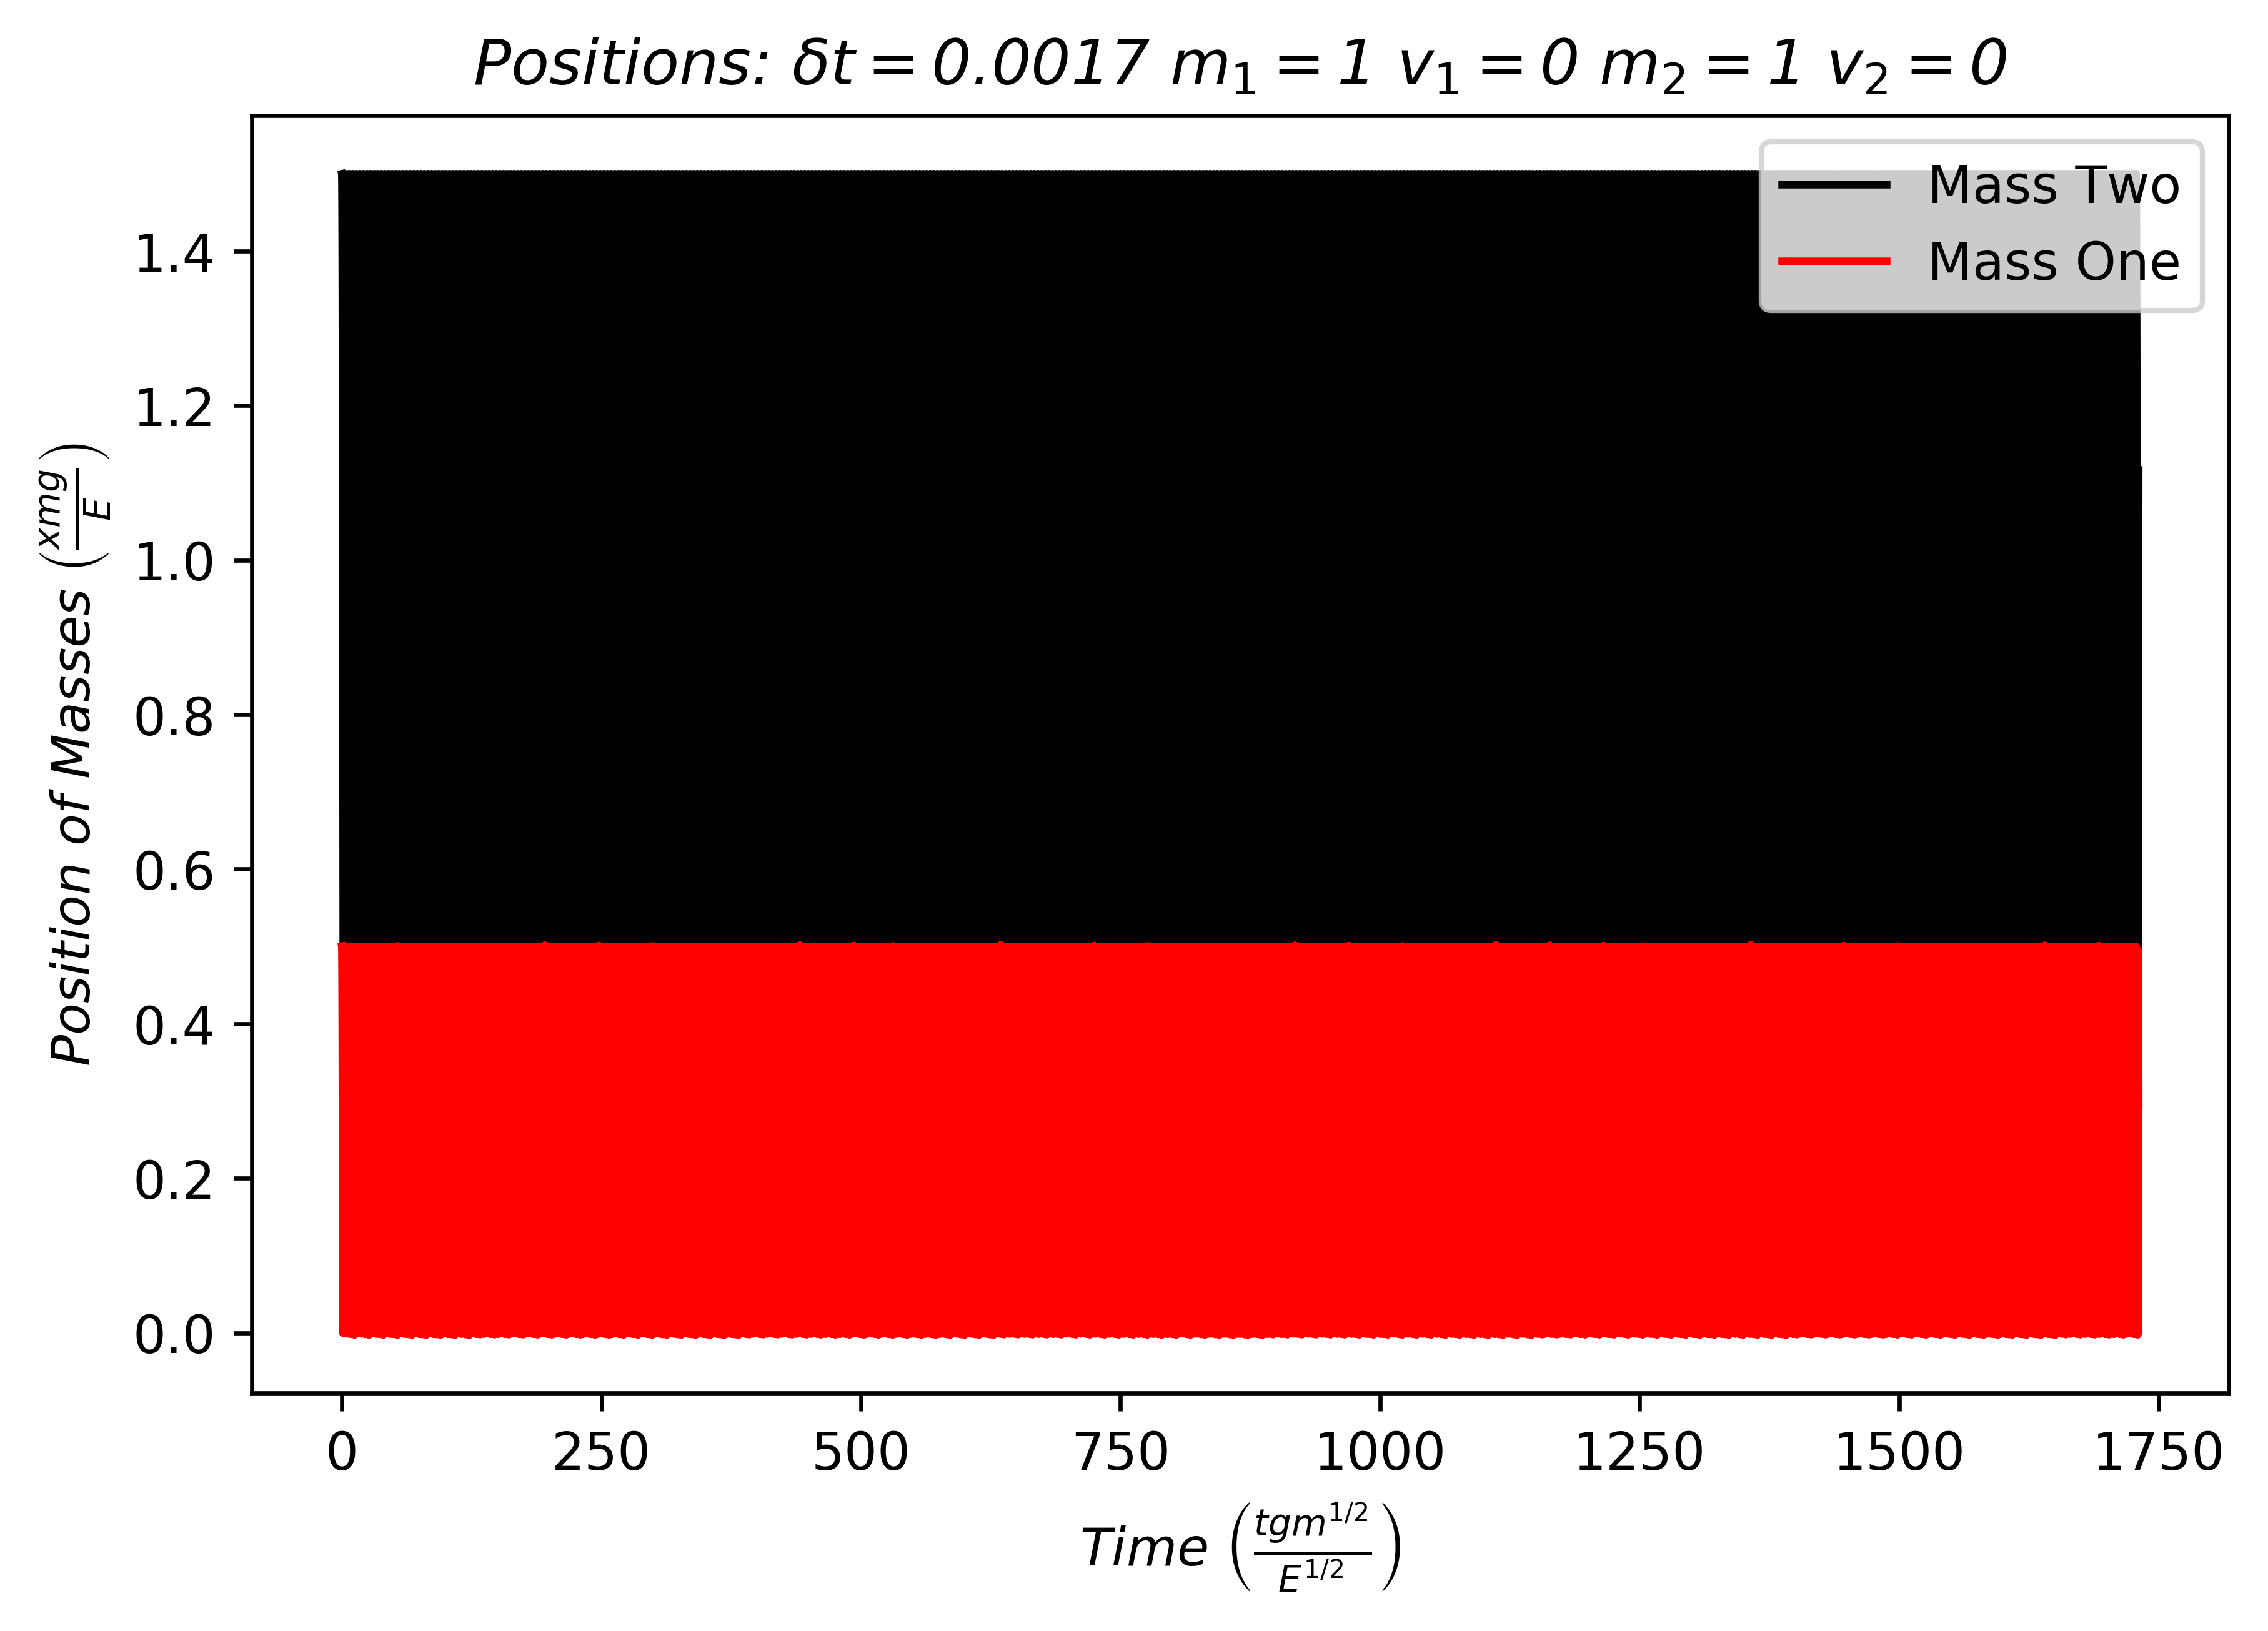 Positions: δt = 0.0017 m₁ = 1 v₁ = 0 m₂ = 1 v₂ = 0
Mass Two
Mass One
Position of Masses (xmg/E)
1.4
1.2
1.0
0.8
0.6
0.4
0.2
0.0
0 250 500 750 1000 1250 1500 1750
Time (tgm^1/2/E^1/2)